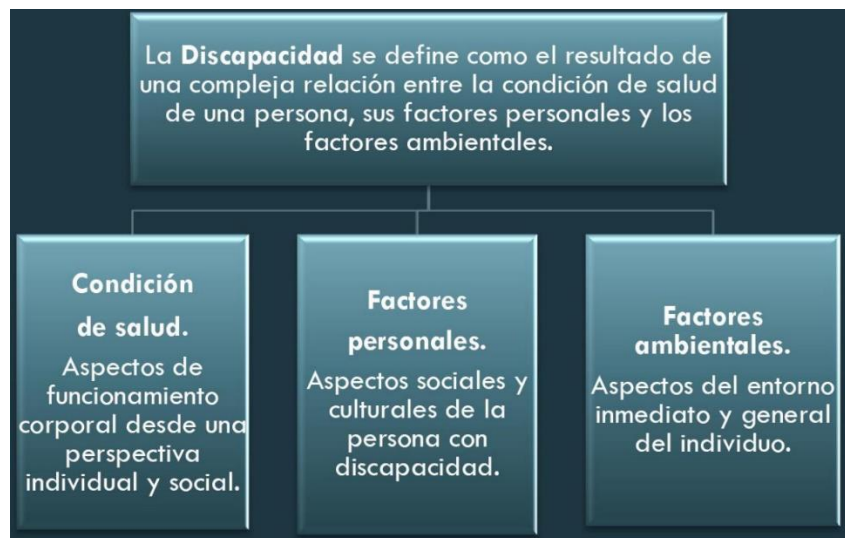 La Discapacidad se define como el resultado de
una compleja relación entre la condición de salud
de una persona, sus factores personales y los
factores ambientales.
Condición
de salud.
Aspectos de
funcionamiento
corporal desde una
perspectiva
individual y social.
Factores
personales.
Aspectos sociales y
culturales de la
persona con
discapacidad.
Factores
ambientales.
Aspectos del entorno
inmediato y general
del individuo.